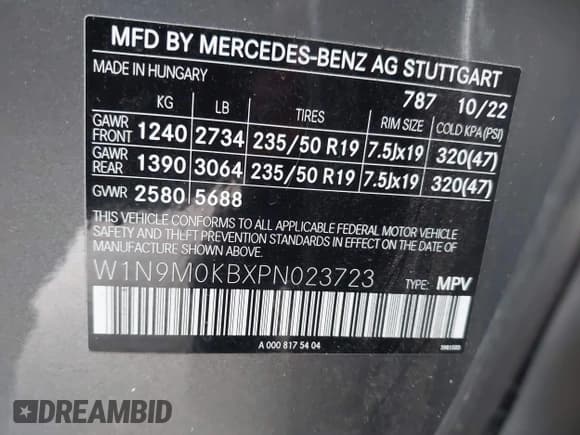 MFD BY MERCEDES-BENZ AG STUTTGART
MADE IN HUNGARY 787 10/22
KG LB TIRES RIM SIZE COLD KPA(PSI)
GAWR FRONT 1240 2734 235/50 R19 7.5Jx19 320(47)
GAWR REAR 1390 3064 235/50 R19 7.5Jx19 320(47)
GVWR 2580 5688
THIS VEHICLE CONFORMS TO ALL APPLICABLE FEDERAL MOTOR VEHICLE
SAFETY AND THEFT PREVENTION STANDARDS IN EFFECT ON THE DATE OF
MANUFACTURE SHOWN ABOVE.
W1N9M0KBXPN023723 TYPE: MPV
A 000 817 54 04
DREAMBID